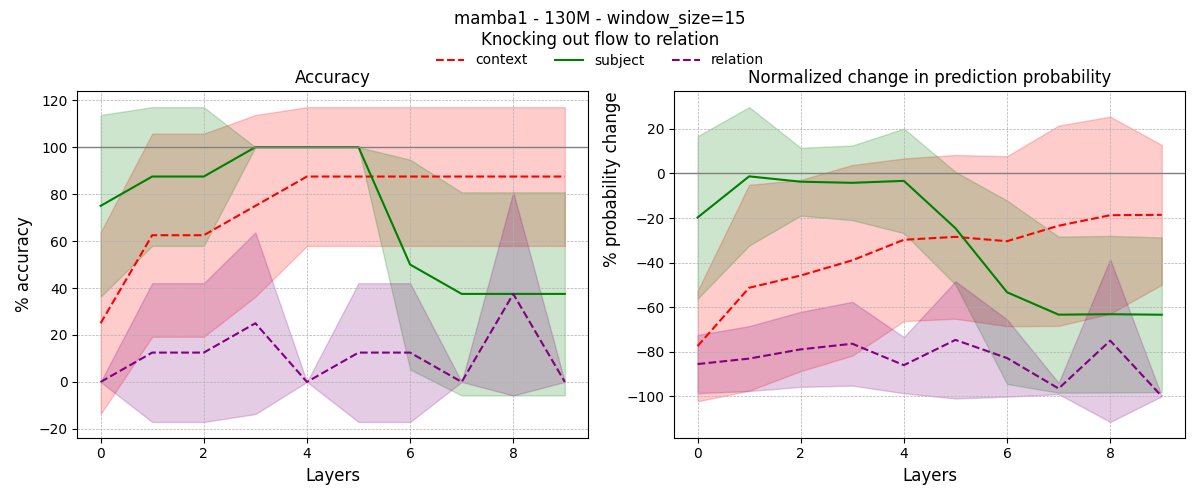 mamba1 - 130M - window_size=15
Knocking out flow to relation
context subject relation
Accuracy
Normalized change in prediction probability
% accuracy
120
100
80
60
40
20
0
−20
0 2 4 6 8
Layers
% probability change
20
0
−20
−40
−60
−80
−100
0 2 4 6 8
Layers